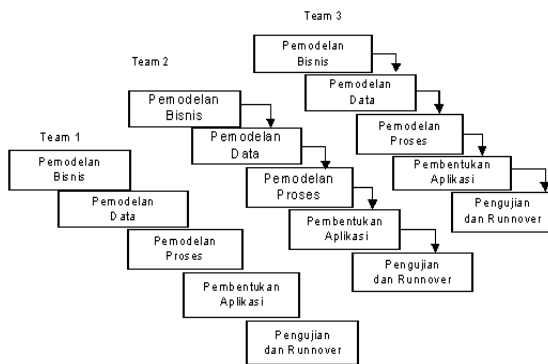 Team 1
Pemodelan
Bisnis
Pemodelan
Data
Pemodelan
Proses
Pembentukan
Aplikasi
Pengujian
dan Runnover
Team 2
Pemodelan
Bisnis
Pemodelan
Data
Pemodelan
Proses
Pembentukan
Aplikasi
Pengujian
dan Runnover
Team 3
Pemodelan
Bisnis
Pemodelan
Data
Pemodelan
Proses
Pembentukan
Aplikasi
Pengujian
dan Runnover